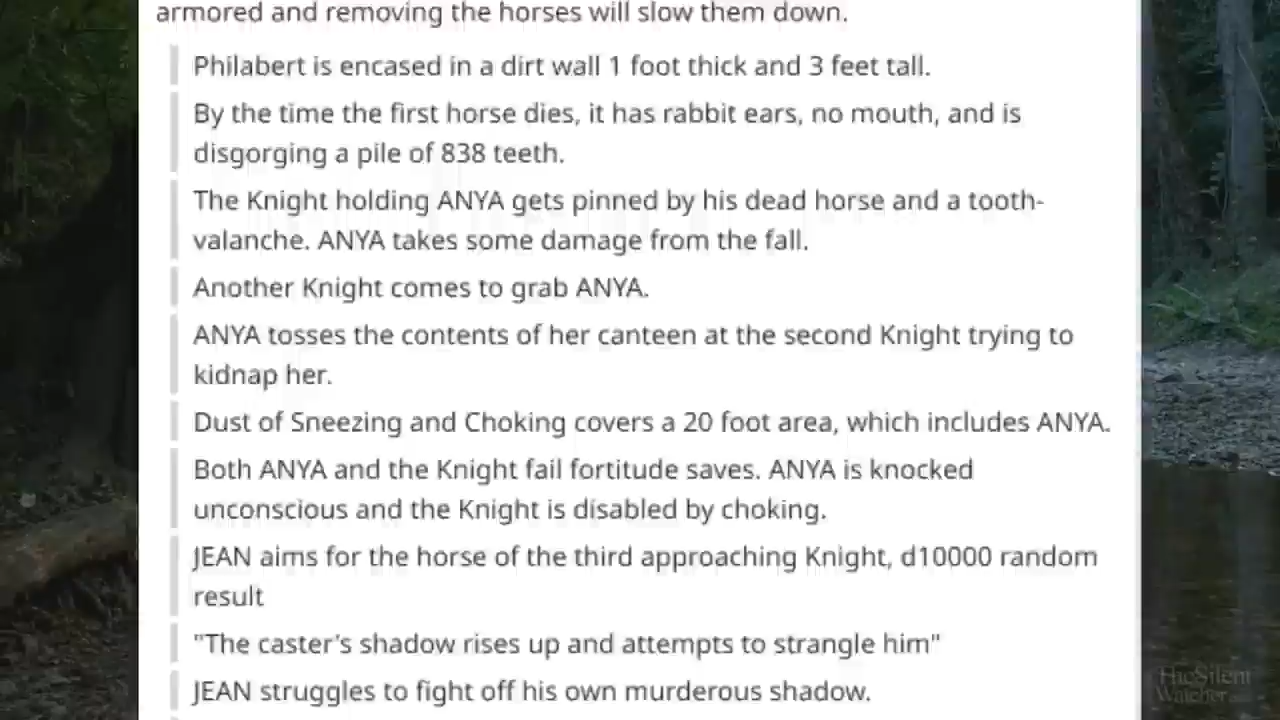 armored and removing the horses will slow them down.
Philabert is encased in a dirt wall 1 foot thick and 3 feet tall.
By the time the first horse dies, it has rabbit ears, no mouth, and is
disgorging a pile of 838 teeth.
The Knight holding ANYA gets pinned by his dead horse and a tooth-
valanche. ANYA takes some damage from the fall.
Another Knight comes to grab ANYA.
ANYA tosses the contents of her canteen at the second Knight trying to
kidnap her.
Dust of Sneezing and Choking covers a 20 foot area, which includes ANYA.
Both ANYA and the Knight fail fortitude saves. ANYA is knocked
unconscious and the Knight is disabled by choking.
JEAN aims for the horse of the third approaching Knight, d10000 random
result
"The caster's shadow rises up and attempts to strangle him"
JEAN struggles to fight off his own murderous shadow.
Silent
Watcher